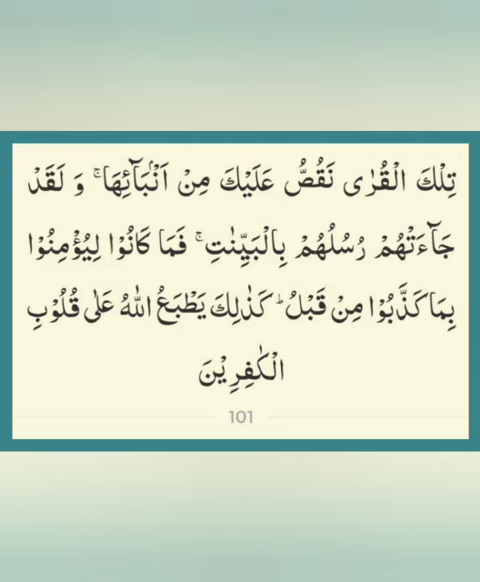 تِلْكَ الْقُرٰى نَقُصُّ عَلَيْكَ مِنْ اَنْۢبَآئِهَا ۚ وَ لَقَدْ
جَآءَتْهُمْ رُسُلُهُمْ بِالْبَيِّنٰتِ ۚ فَمَا كَانُوْا لِيُؤْمِنُوْا
بِمَا كَذَّبُوْا مِنْ قَبْلُ ؕ كَذٰلِكَ يَطْبَعُ اللّٰهُ عَلٰى قُلُوْبِ
الْكٰفِرِيْنَ
101